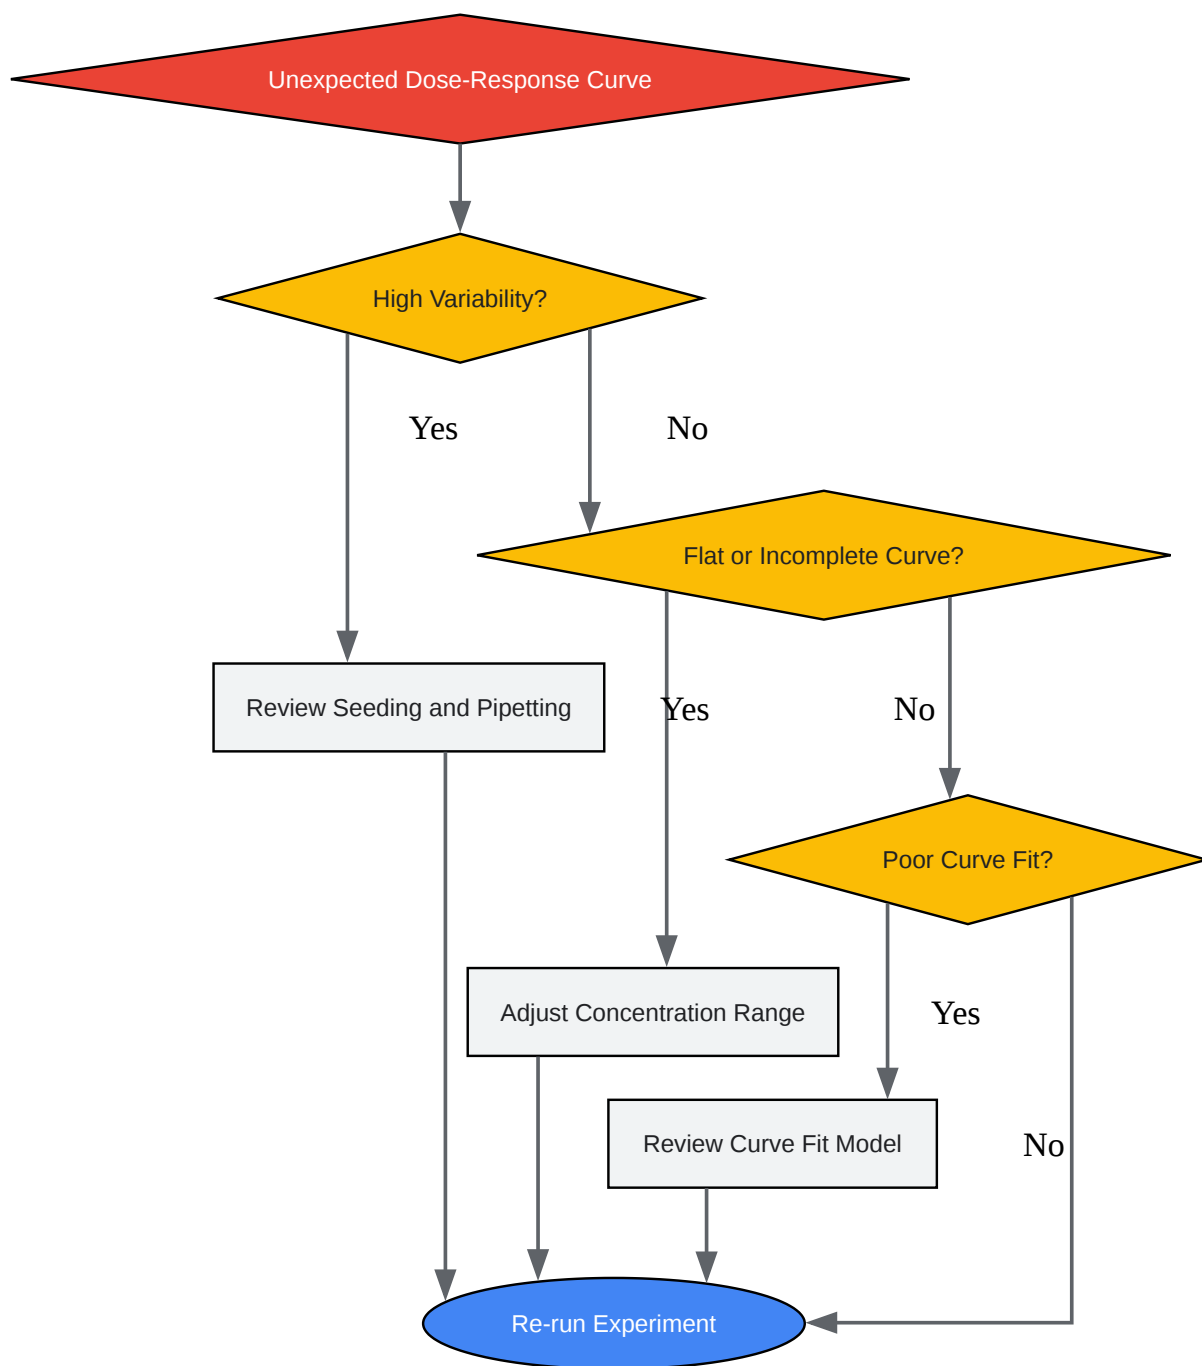 Unexpected Dose-Response Curve
High Variability?
Yes
No
Flat or Incomplete Curve?
Review Seeding and Pipetting
Yes
No
Poor Curve Fit?
Adjust Concentration Range
Yes
Review Curve Fit Model
No
Re-run Experiment